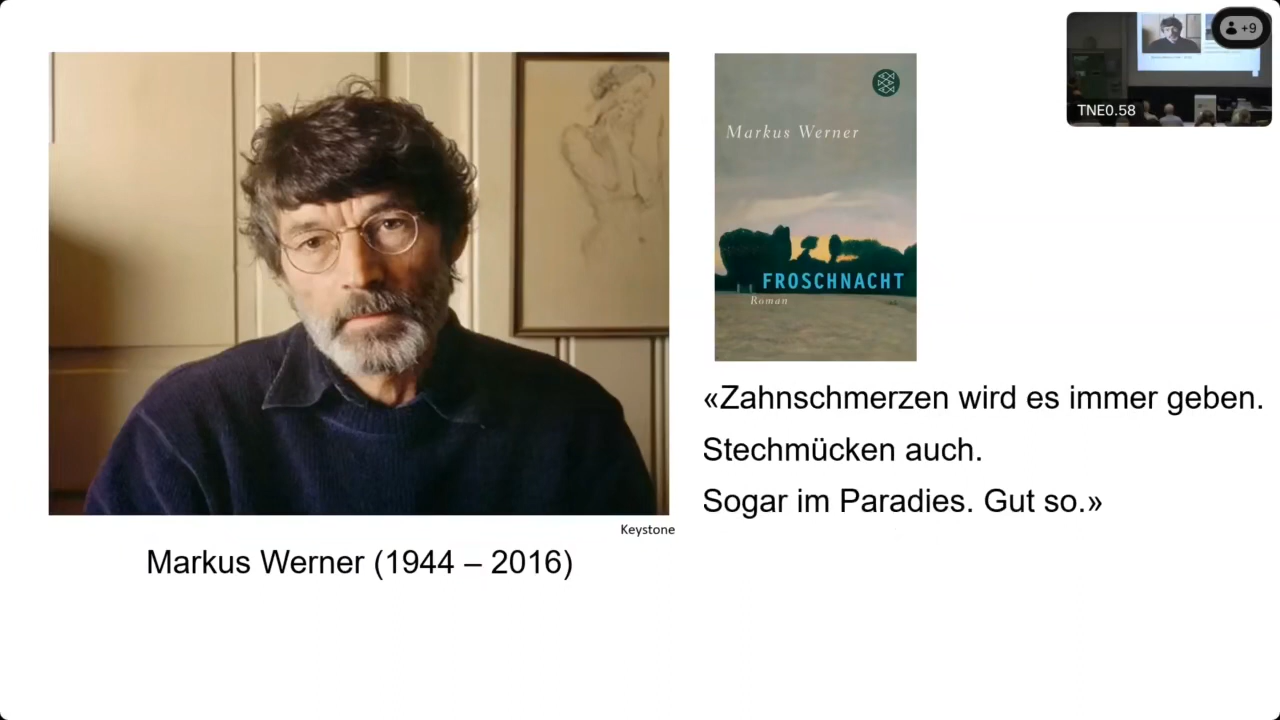 +9
TNE0.58
Markus Werner
FROSCHNACHT
Roman
«Zahnschmerzen wird es immer geben.
Stechmücken auch.
Sogar im Paradies. Gut so.»
Keystone
Markus Werner (1944 – 2016)